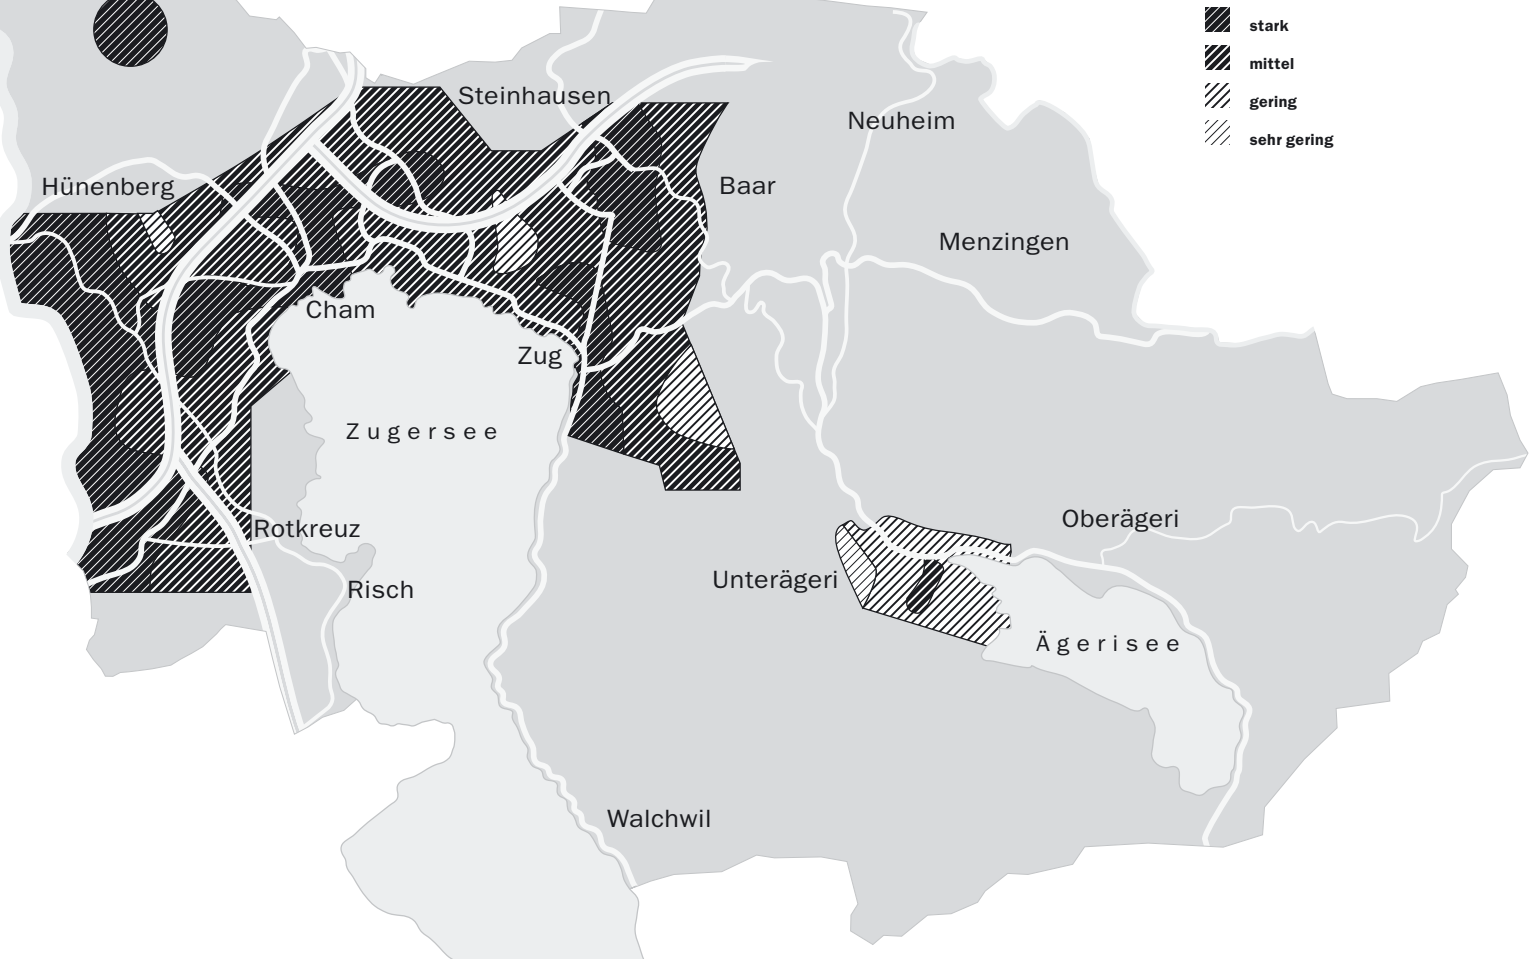 stark
mittel
gering
sehr gering
Steinhausen
Neuheim
Hünenberg
Baar
Menzingen
Cham
Zug
Zugersee
Rotkreuz
Oberägeri
Unterägeri
Risch
Ägerisee
Walchwil